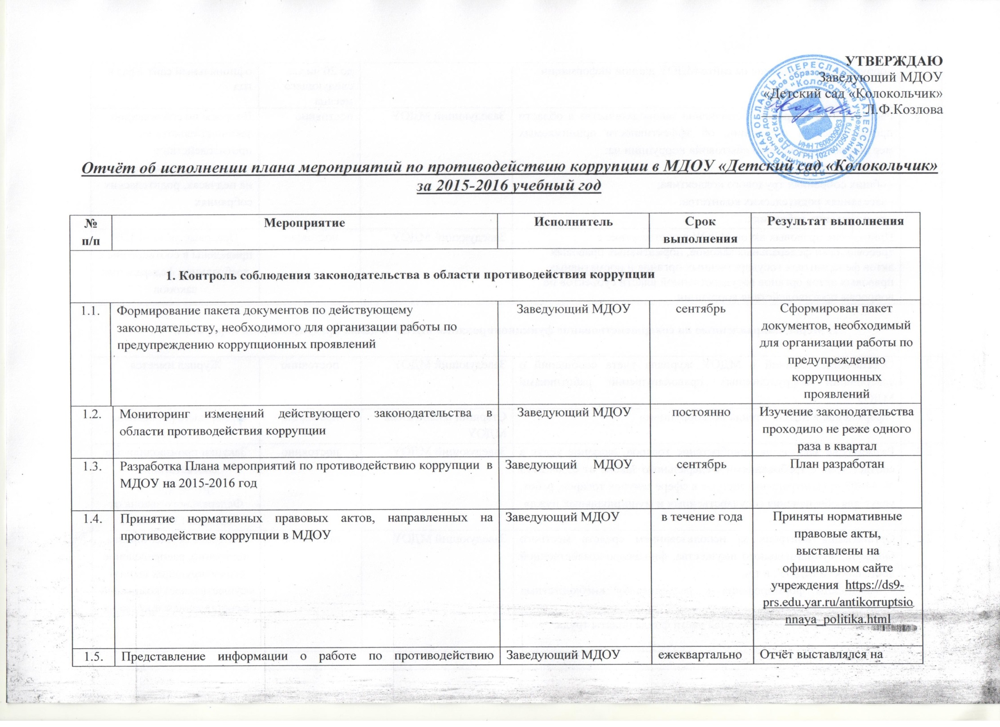 УТВЕРЖДАЮ
Заведующий МДОУ
«Детский сад «Колокольчик»
Л.Ф.Козлова
ИНН 7609009063
ОГРН 1027601050179
Отчёт об исполнении плана мероприятий по противодействию коррупции в МДОУ «Детский сад «Колокольчик»
за 2015-2016 учебный год
№ п/п
Мероприятие
Исполнитель
Срок
выполнения
Результат выполнения
1. Контроль соблюдения законодательства в области противодействия коррупции
1.1.
Формирование пакета документов по действующему
законодательству, необходимого для организации работы по
предупреждению коррупционных проявлений
Заведующий МДОУ
сентябрь
Сформирован пакет
документов, необходимый
для организации работы по
предупреждению
коррупционных
проявлений
1.2.
Мониторинг изменений действующего законодательства в
области противодействия коррупции
Заведующий МДОУ
постоянно
Изучение законодательства
проходило не реже одного
раза в квартал
1.3.
Разработка Плана мероприятий по противодействию коррупции в
МДОУ на 2015-2016 год
Заведующий МДОУ
сентябрь
План разработан
1.4.
Принятие нормативных правовых актов, направленных на
противодействие коррупции в МДОУ
Заведующий МДОУ
в течение года
Приняты нормативные
правовые акты,
выставлены на
официальном сайте
учреждения https://ds9-
prs.edu.yar.ru/antikorruptsio
nnaya_politika.html
1.5.
Представление информации о работе по противодействию
Заведующий МДОУ
ежеквартально
Отчёт выставлялся на